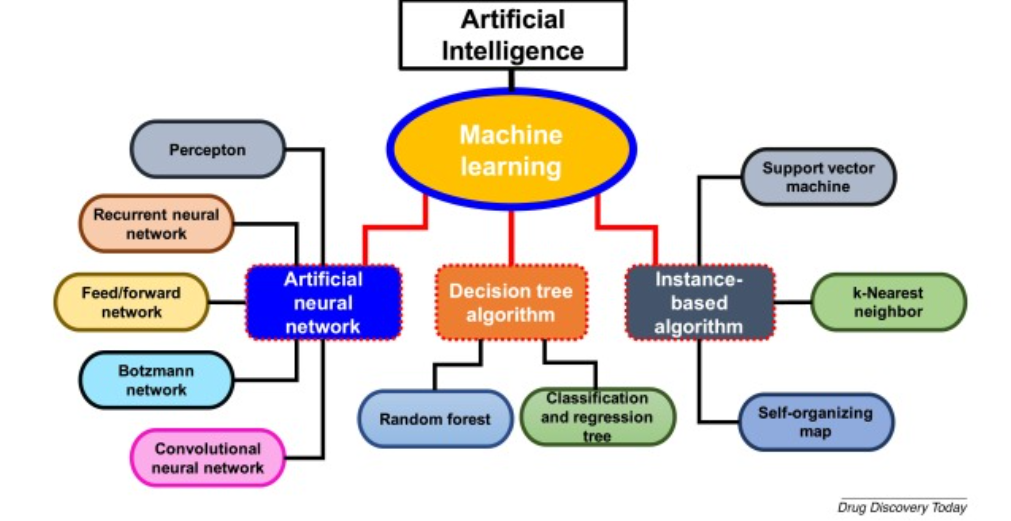 Artificial
Intelligence
Machine
learning
Percepton
Recurrent neural
network
Feed/forward
network
Botzmann
network
Convolutional
neural network
Artificial
neural
network
Decision tree
algorithm
Random forest
Classification
and regression
tree
Instance-
based
algorithm
Support vector
machine
k-Nearest
neighbor
Self-organizing
map
Drug Discovery Today